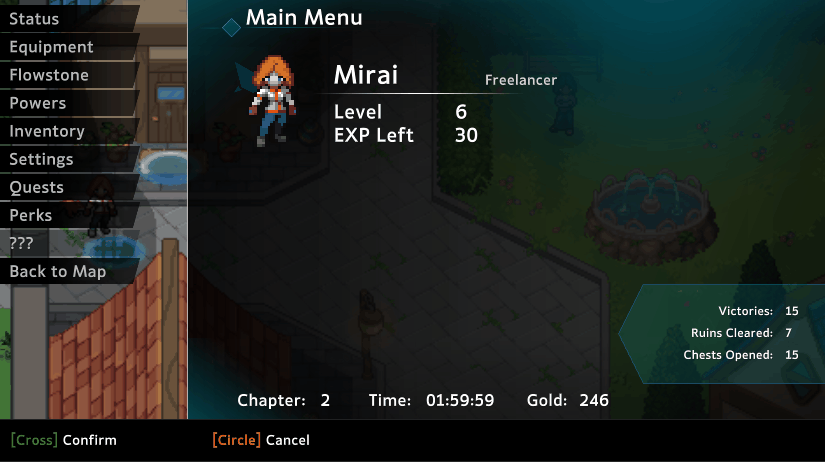 Status
Equipment
Flowstone
Powers
Inventory
Settings
Quests
Perks
???
Back to Map
Main Menu
Mirai Freelancer
Level 6
EXP Left 30
Victories: 15
Ruins Cleared: 7
Chests Opened: 15
Chapter: 2 Time: 01:59:59 Gold: 246
[Cross] Confirm [Circle] Cancel